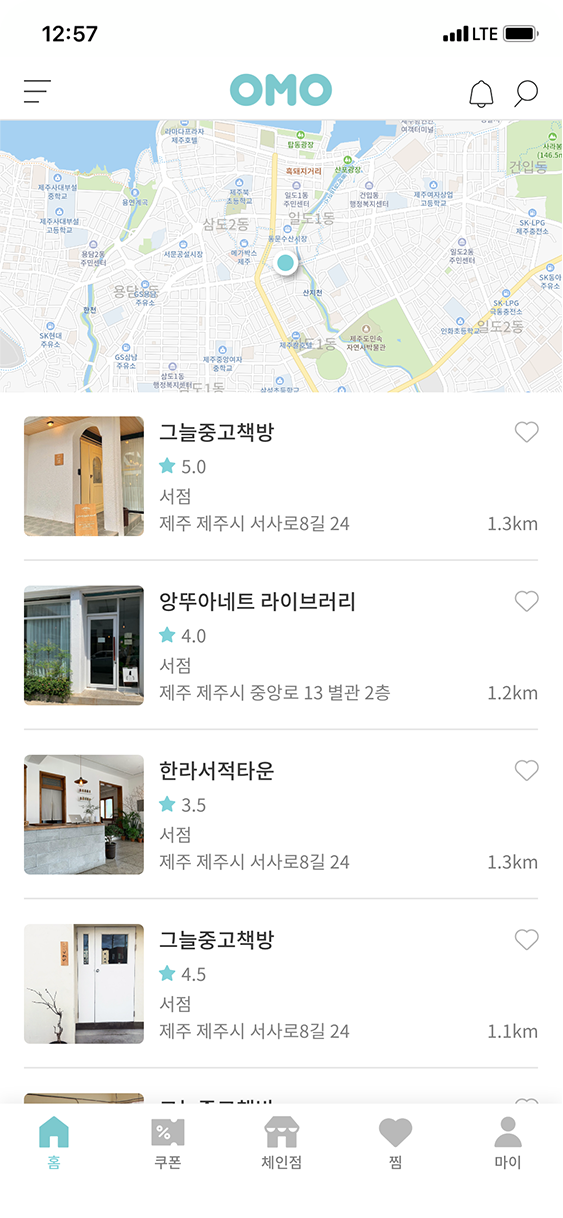 12:57
LTE
OMO
라마다프라자
제주호텔
탑동광장
여객터미널
사라봉
(146.5m
흑돼지거리
산포광장
건입동
제주사대부설
중학교
용연계곡
제주북
초등학교
일도1동
주민센터
건입동
행정복지센터
제주여자상업
고등학교
제주사대부설
고등학교
삼도2동
일도1동
SK-LPG
제주충전소
동문수산시장
용담2동
주민센터
서문공설시장
메가박스
제주
일도2동
주민센터
SK동아
주유소
용담1동
주유소
산지천
한천
SK-LPG
극동충전소
SK현대
주유소
인화초등학교
일도2동
제주도민속
자연사박물관
GS삼남
주유소
제주중앙여자
중학교
삼도1동
행정복지센터
삼도1동
삼성초등학교
그늘중고책방
5.0
서점
제주 제주시 서사로8길 24
1.3km
앙뚜아네트 라이브러리
4.0
서점
제주 제주시 중앙로 13 별관 2층
1.2km
한라서적타운
3.5
서점
제주 제주시 서사로8길 24
1.3km
그늘중고책방
4.5
서점
제주 제주시 서사로8길 24
1.1km
홈
쿠폰
체인점
찜
마이